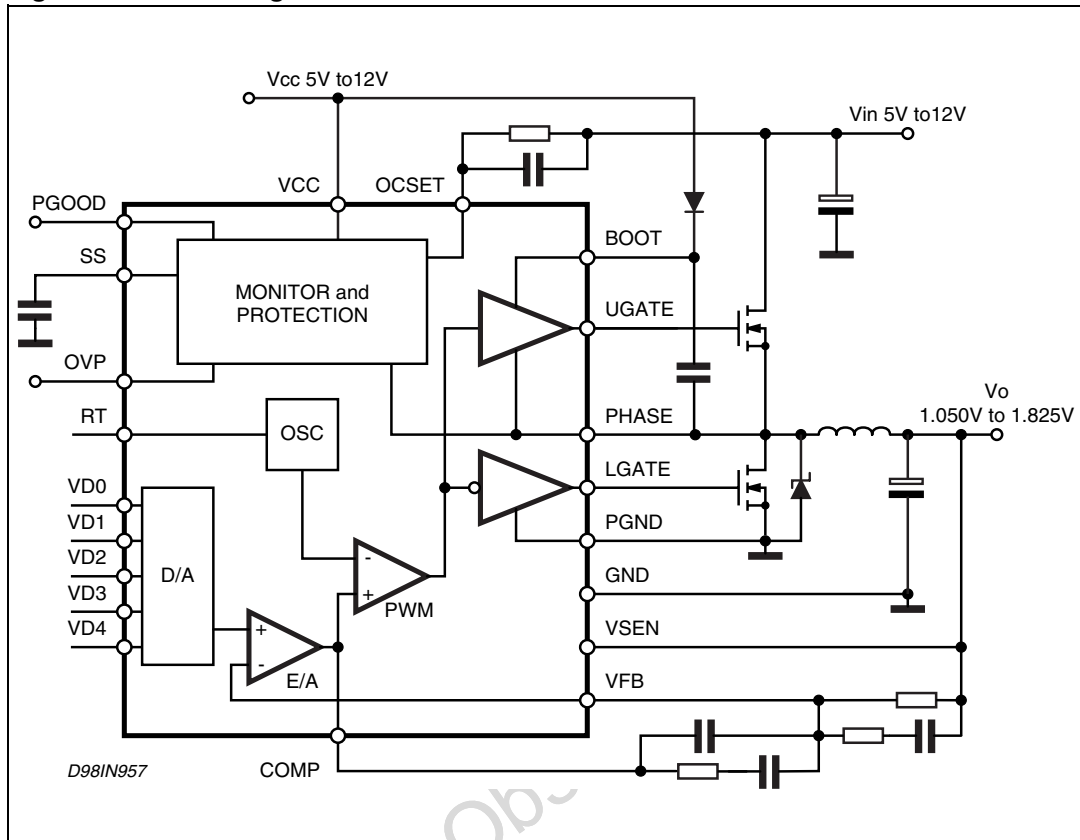 Vcc 5V to12V
Vin 5V to12V
VCC
OCSET
PGOOD
SS
MONITOR and
PROTECTION
BOOT
UGATE
OVP
Vo
1.050V to 1.825V
RT
OSC
PHASE
LGATE
VD0
VD1
VD2
VD3
VD4
D/A
PGND
GND
-
+
PWM
VSEN
+
-
E/A
VFB
D98IN957
COMP